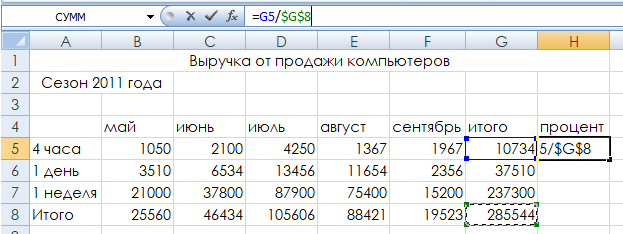 СУММ =G5/$G$8
A B C D E F G H
1 Выручка от продажи компьютеров
2 Сезон 2011 года
3
4 май июнь июль август сентябрь итого процент
5 4 часа 1050 2100 4250 1367 1967 10734 5/$G$8
6 1 день 3510 6534 13456 11654 2356 37510
7 1 неделя 21000 37800 87900 75400 15200 237300
8 Итого 25560 46434 105606 88421 19523 285544